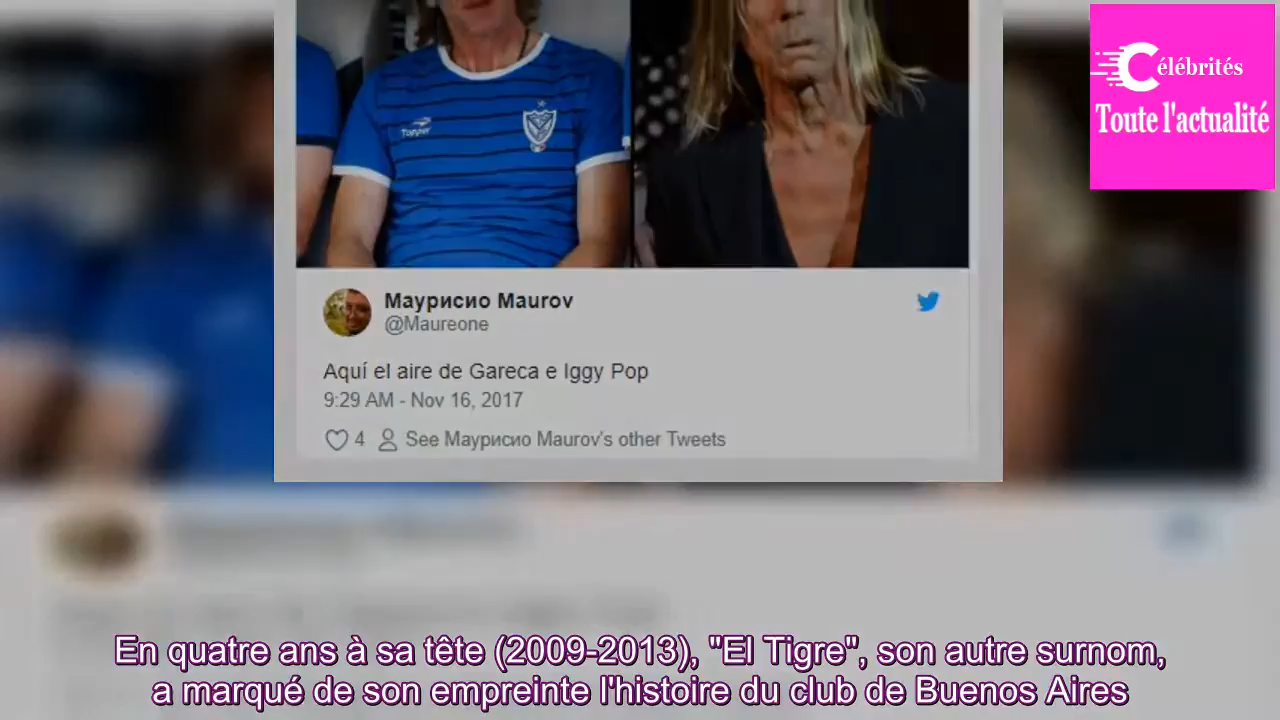 Célébrités
Toute l'actualité
Topper
Маурисио Maurov
@Maureone
Aquí el aire de Gareca e Iggy Pop
9:29 AM - Nov 16, 2017
4
See Маурисио Maurov's other Tweets
En quatre ans à sa tête (2009-2013), "El Tigre", son autre surnom,
a marqué de son empreinte l'histoire du club de Buenos Aires